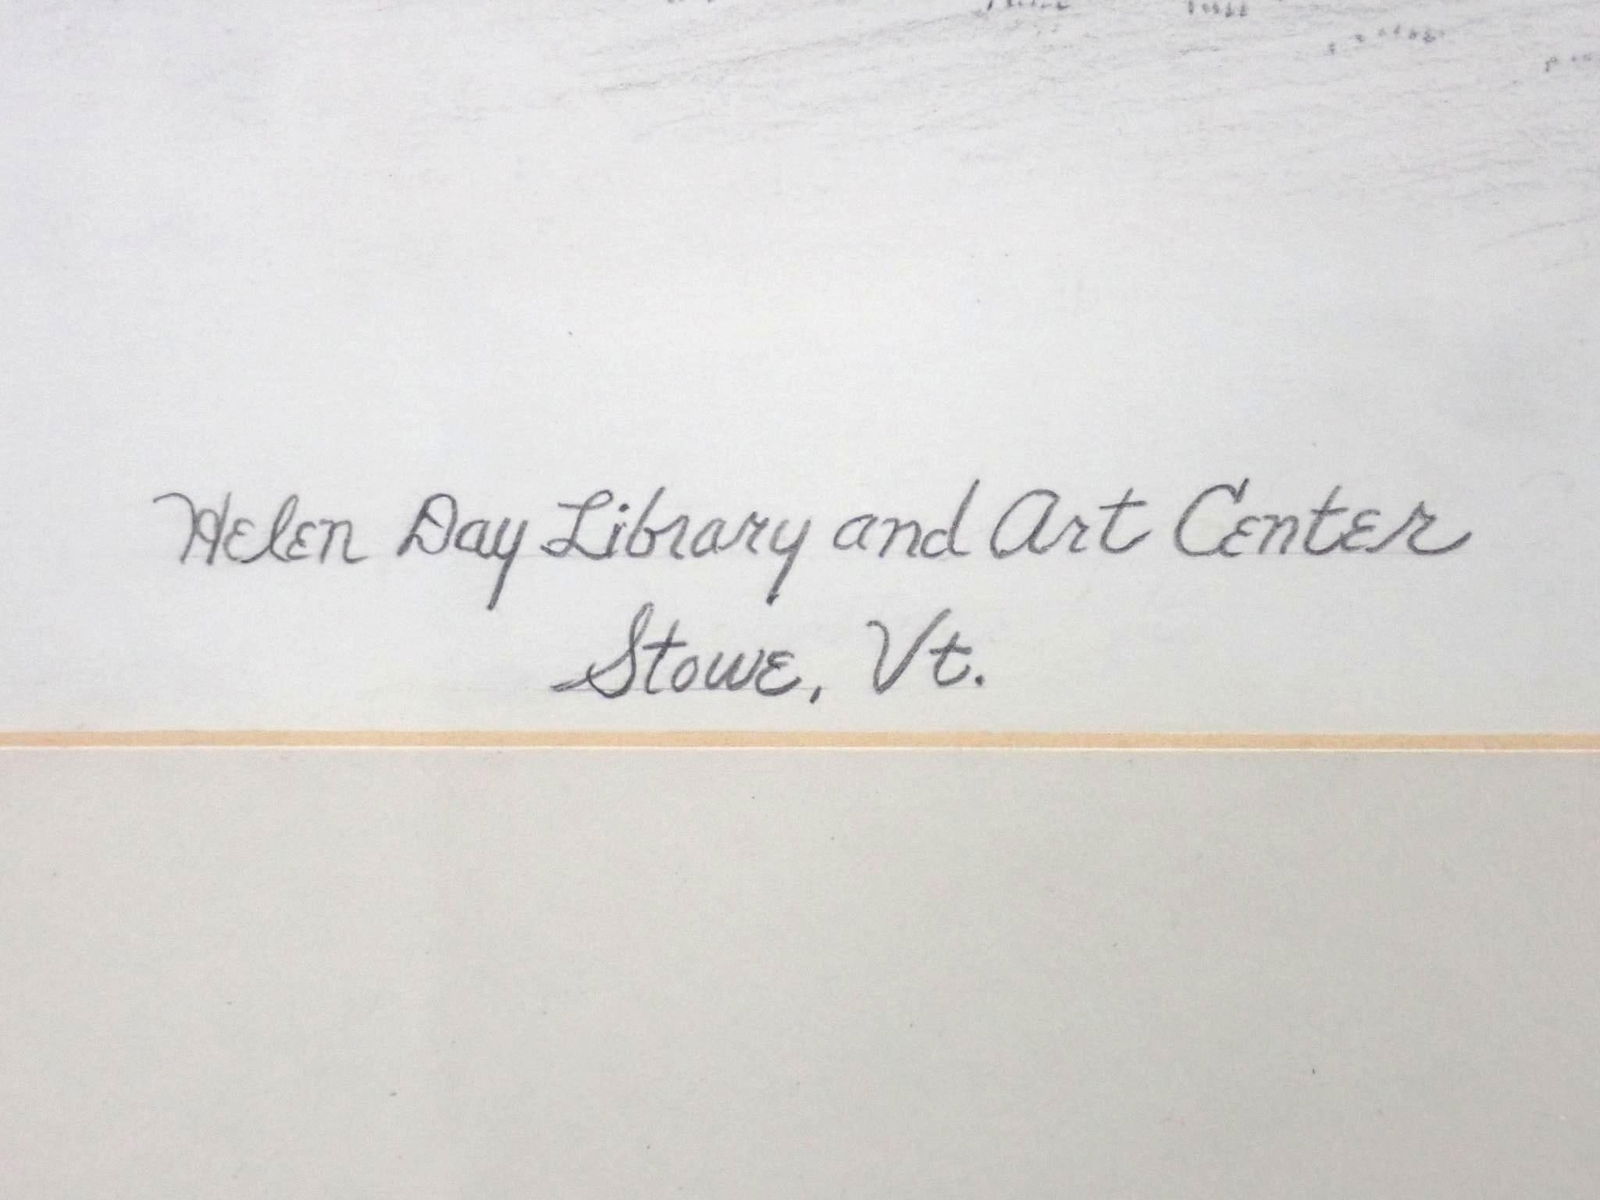 Helen Day Library and Art Center
Stowe, Vt.